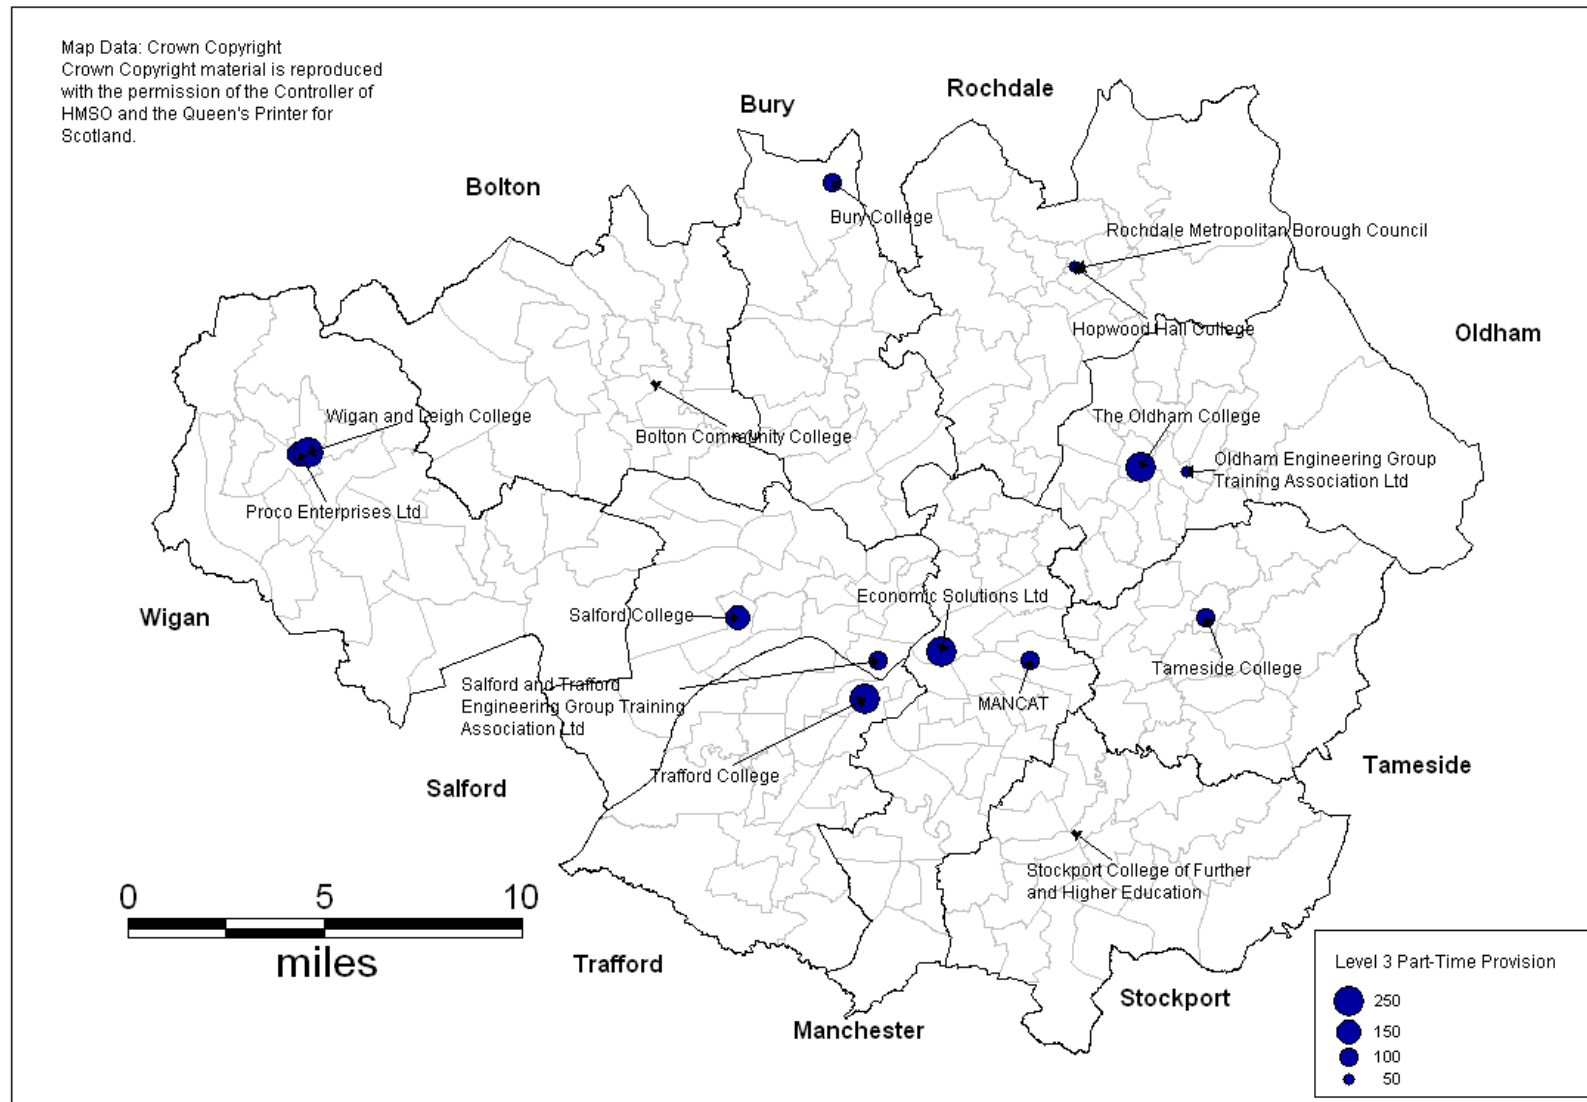 Map Data: Crown Copyright
Crown Copyright material is reproduced
with the permission of the Controller of
HMSO and the Queen's Printer for
Scotland.
Rochdale
Bury
Bolton
Bury College
Rochdale Metropolitan Borough Council
Hopwood Hall College
Oldham
Wigan and Leigh College
The Oldham College
Bolton Community College
Oldham Engineering Group
Training Association Ltd
Proco Enterprises Ltd
Economic Solutions Ltd
Wigan
Salford College
Tameside College
Salford and Trafford
Engineering Group Training
Association Ltd
MANCAT
Trafford College
Tameside
Salford
Stockport College of Further
and Higher Education
0 5 10
miles
Trafford
Stockport
Manchester
Level 3 Part-Time Provision
250
150
100
50